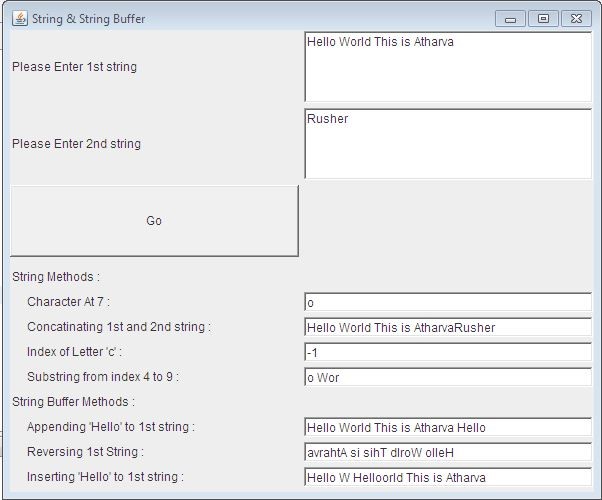 String & String Buffer
Please Enter 1st string
Hello World This is Atharva
Please Enter 2nd string
Rusher
Go
String Methods :
Character At 7 :
o
Concatinating 1st and 2nd string :
Hello World This is AtharvaRusher
Index of Letter 'c' :
-1
Substring from index 4 to 9 :
o Wor
String Buffer Methods :
Appending 'Hello' to 1st string :
Hello World This is Atharva Hello
Reversing 1st String :
avrahtA si sihT dlroW olleH
Inserting 'Hello' to 1st string :
Hello W Helloorld This is Atharva